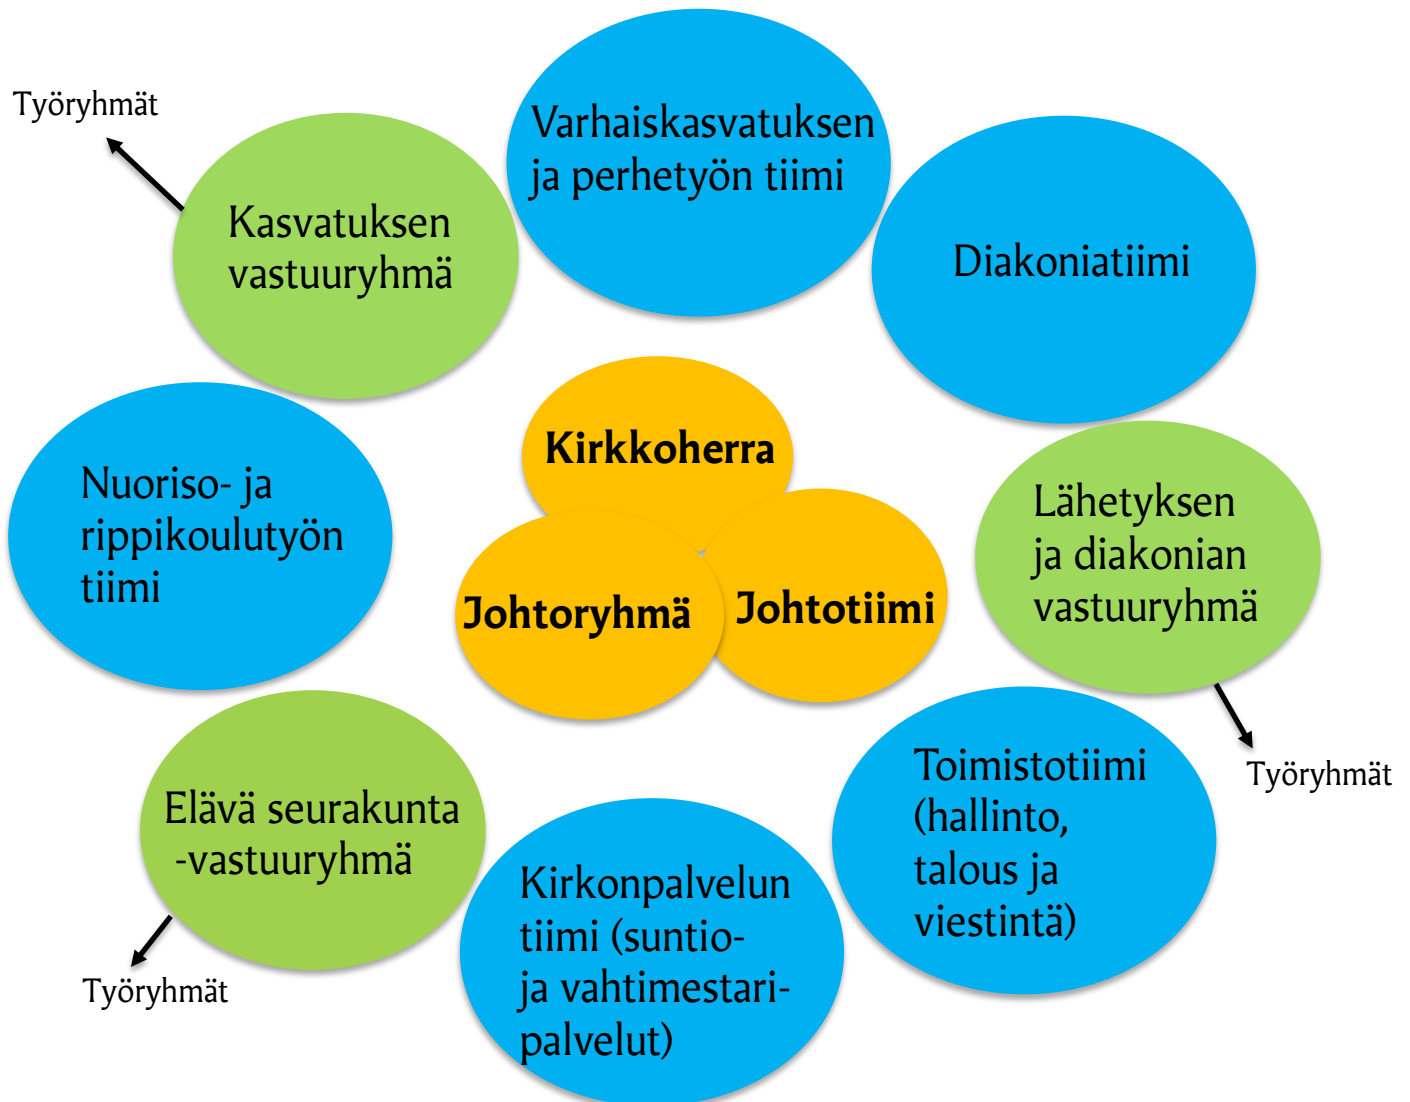 Työryhmät
Varhaiskasvatuksen
ja perhetyön tiimi
Kasvatuksen
vastuuryhmä
Diakoniatiimi
Kirkkoherra
Nuoriso- ja
rippikoulutyön
tiimi
Johtoryhmä
Johtotiimi
Lähetyksen
ja diakonian
vastuuryhmä
Työryhmät
Elävä seurakunta
-vastuuryhmä
Työryhmät
Kirkonpalvelun
tiimi (suntio-
ja vahtimestari-
palvelut)
Toimistotiimi
(hallinto,
talous ja
viestintä)